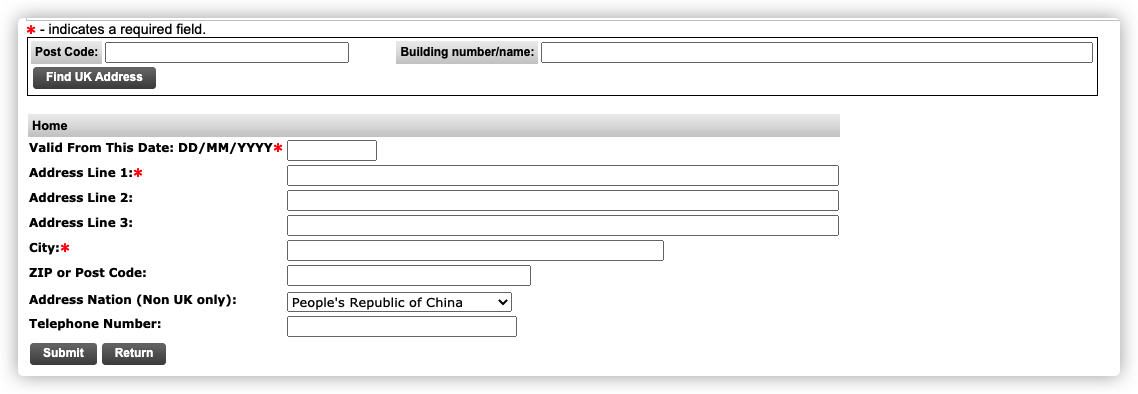 * - indicates a required field.
Post Code: Building number/name:
Find UK Address
Home
Valid From This Date: DD/MM/YYYY*
Address Line 1:*
Address Line 2:
Address Line 3:
City:*
ZIP or Post Code:
Address Nation (Non UK only): People's Republic of China
Telephone Number:
Submit Return